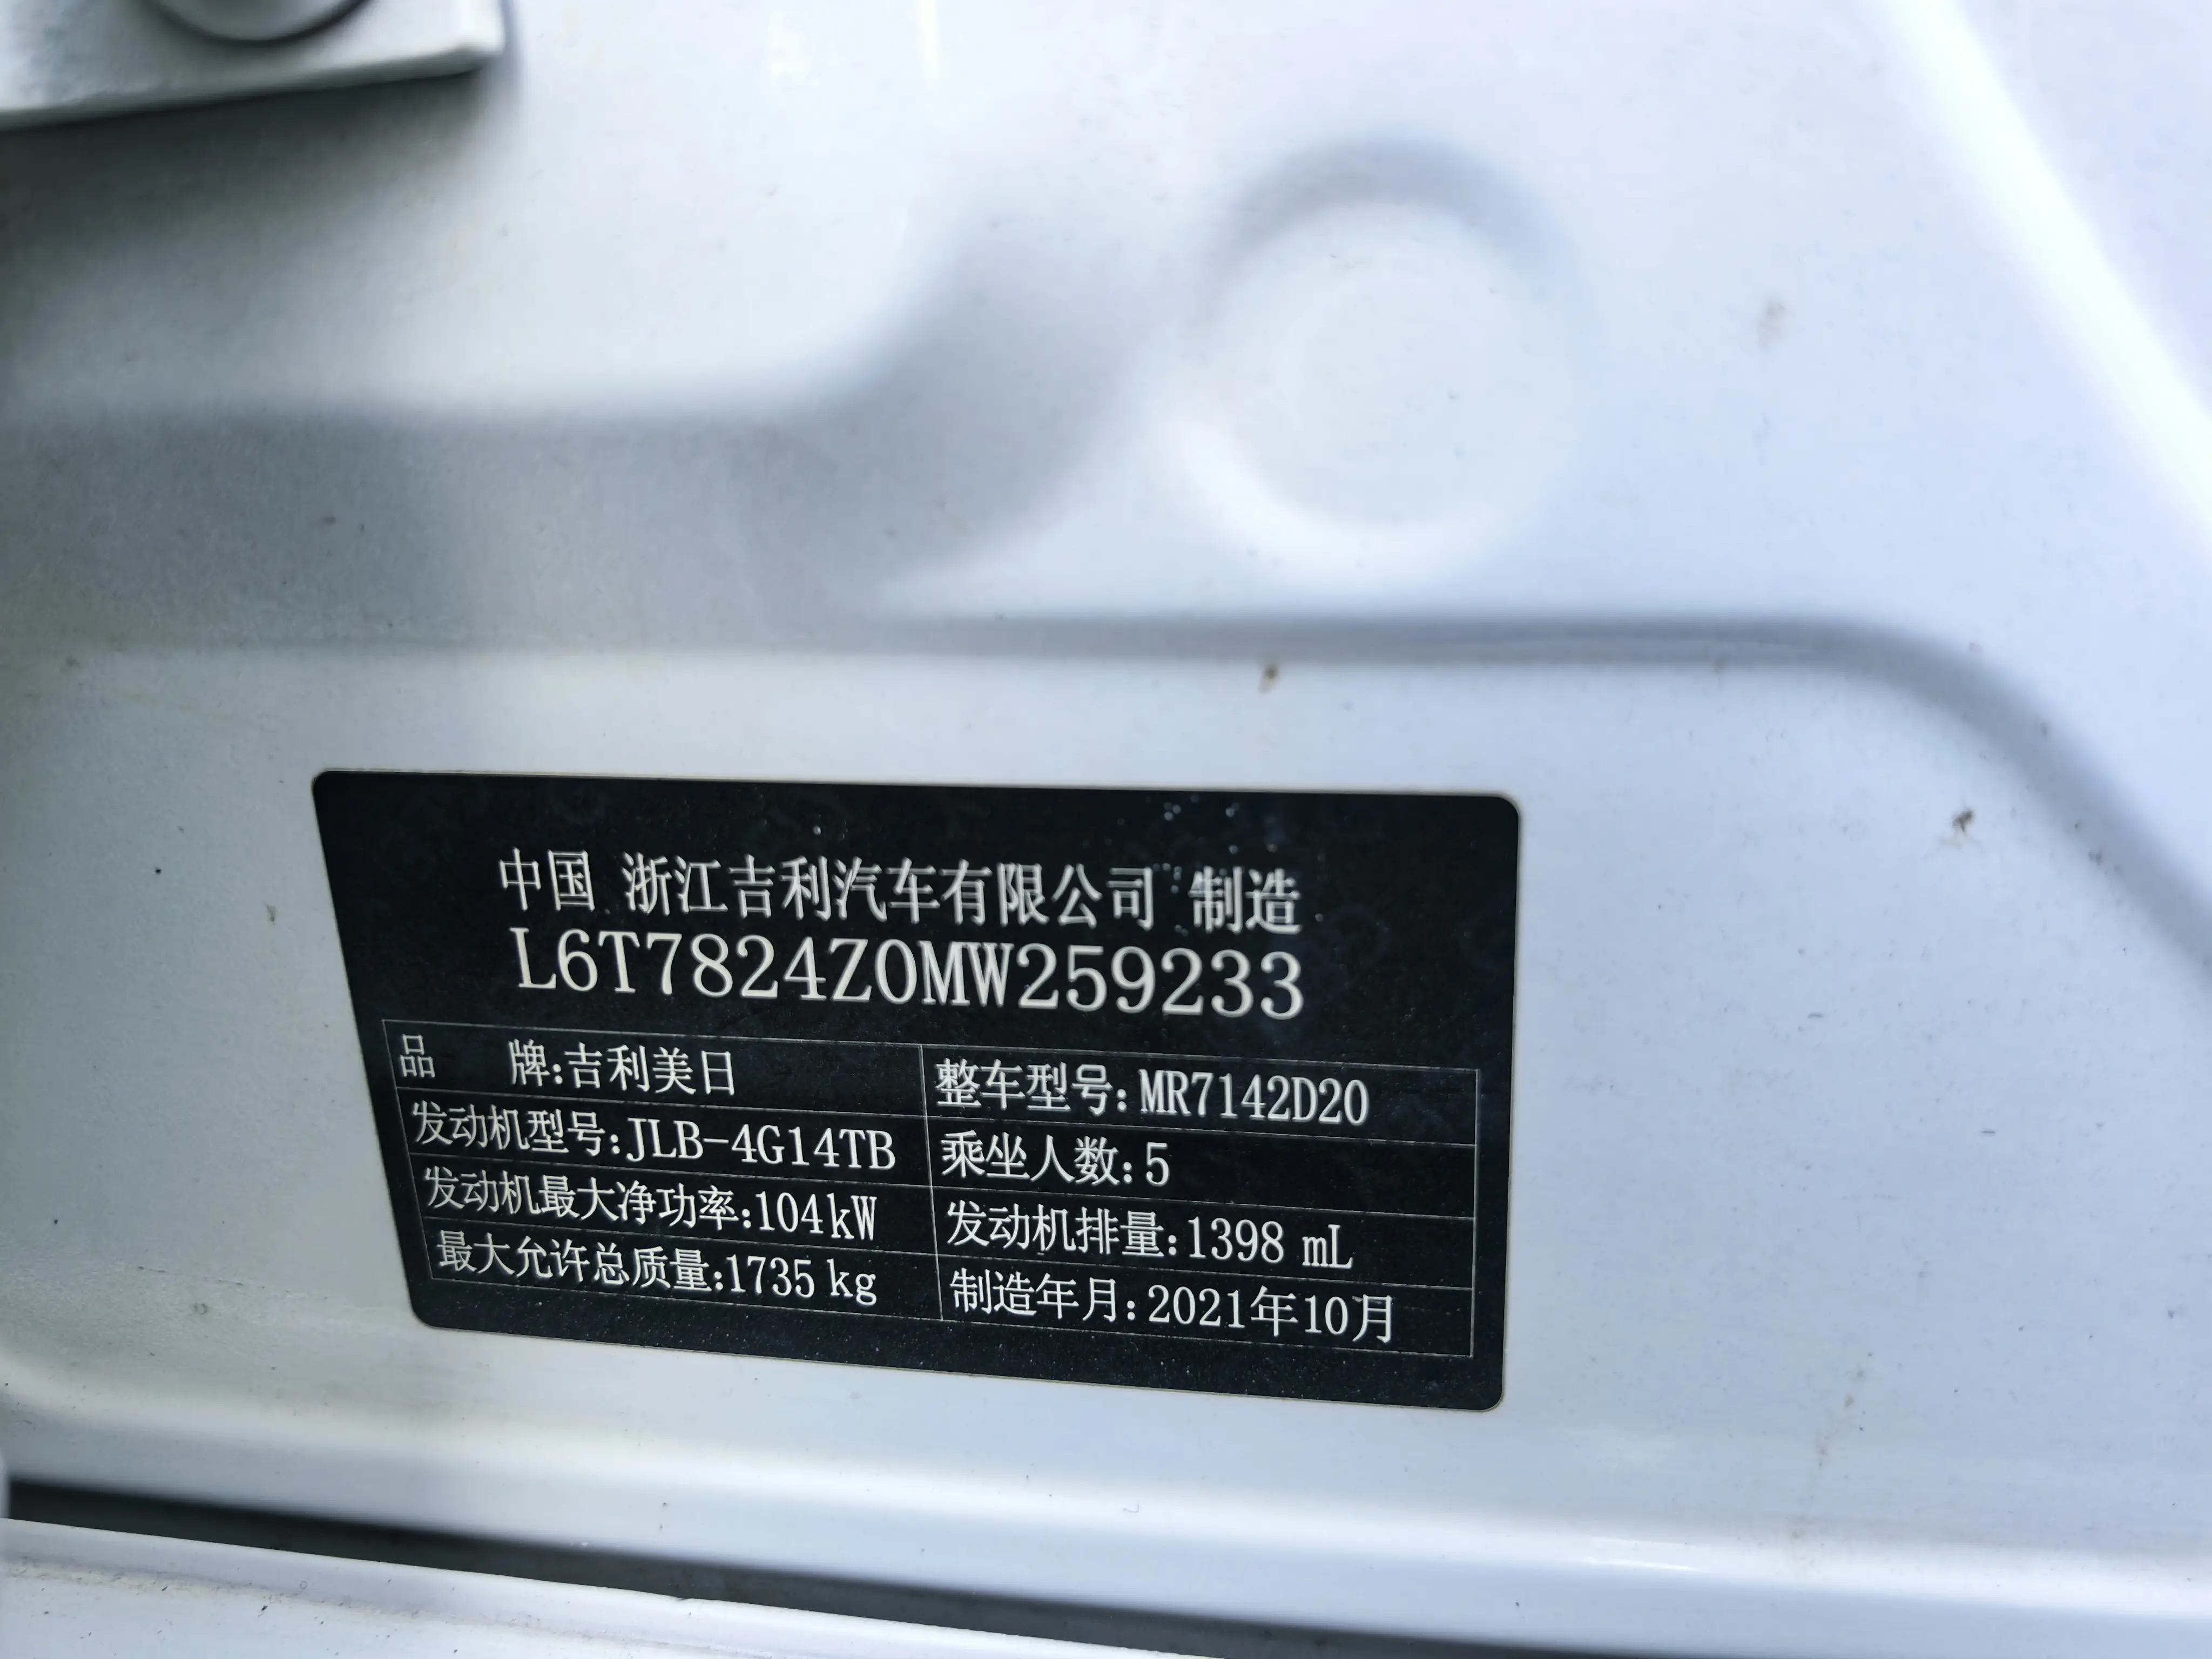 中国 浙江吉利汽车有限公司 制造
L6T7824Z0MW259233
品 牌:吉利美日 整车型号:MR7142D20
发动机型号:JLB-4G14TB 乘坐人数:5
发动机最大净功率:104kW 发动机排量:1398 mL
最大允许总质量:1735kg 制造年月:2021年10月